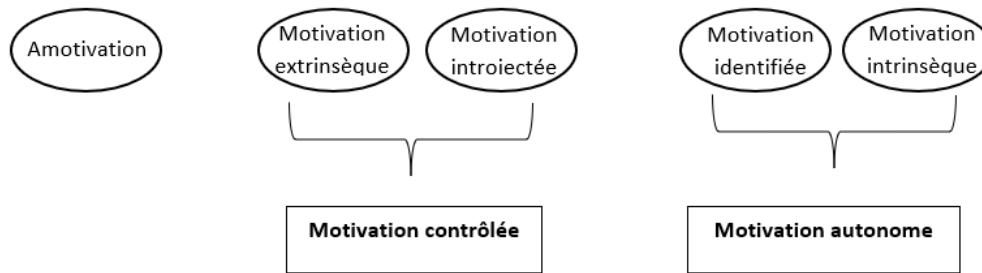 Amotivation
Motivation
extrinsèque
Motivation
introiectée
Motivation
identifiée
Motivation
intrinsèque
Motivation contrôlée
Motivation autonome